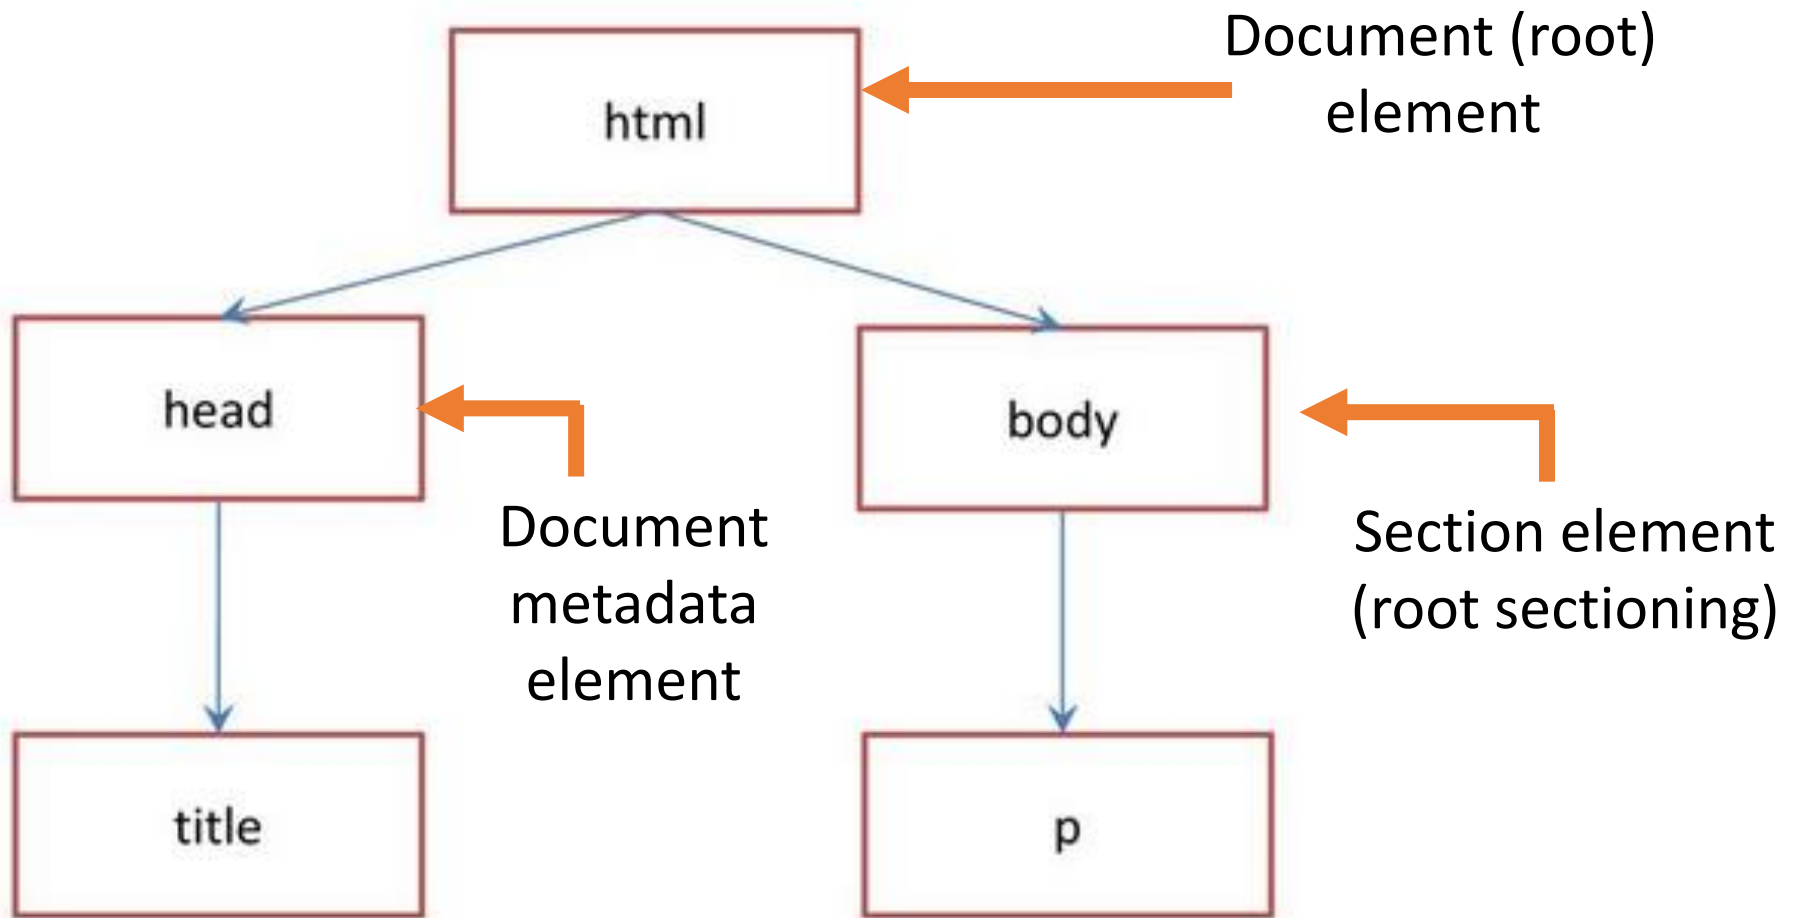 Document (root)
element
html
head
body
Document
metadata
element
Section element
(root sectioning)
title
p